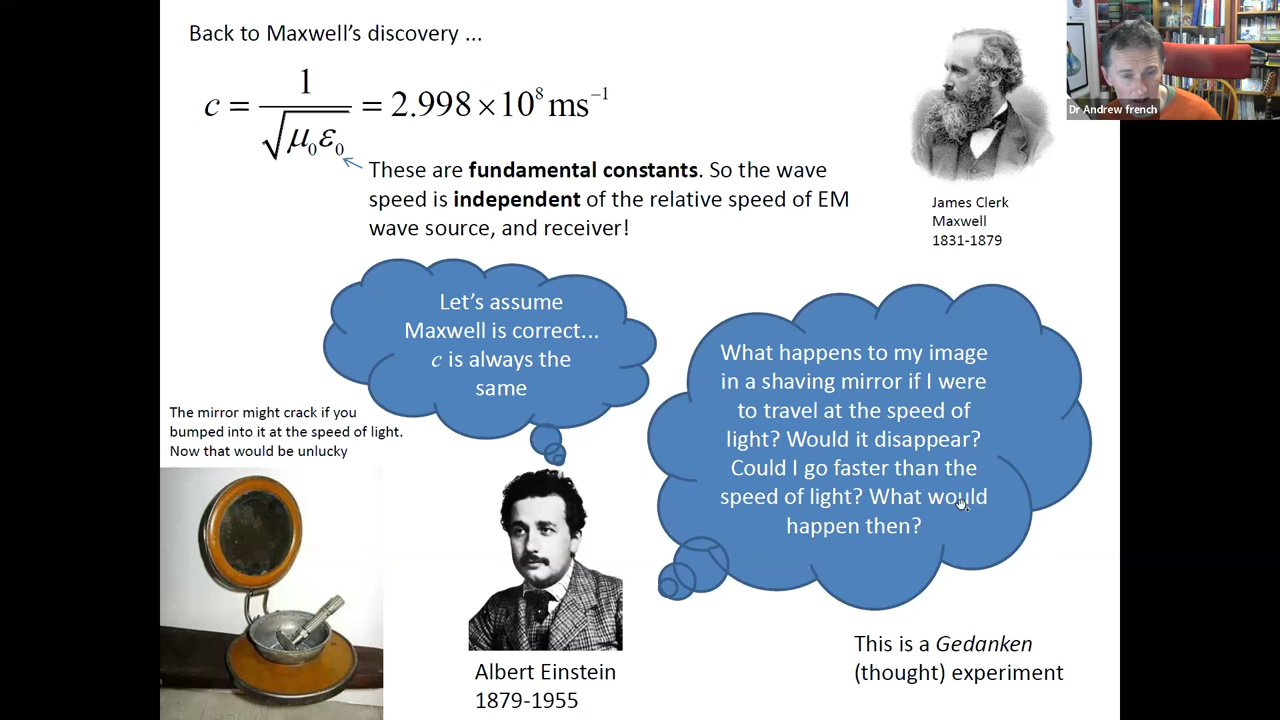 Back to Maxwell's discovery ...
c = 1 / √μ₀ε₀ = 2.998 × 10⁸ ms⁻¹
These are fundamental constants. So the wave
speed is independent of the relative speed of EM
wave source, and receiver!
James Clerk
Maxwell
1831-1879
Dr Andrew french
Let's assume
Maxwell is correct...
c is always the
same
What happens to my image
in a shaving mirror if I were
to travel at the speed of
light? Would it disappear?
Could I go faster than the
speed of light? What would
happen then?
The mirror might crack if you
bumped into it at the speed of light.
Now that would be unlucky
Albert Einstein
1879-1955
This is a Gedanken
(thought) experiment